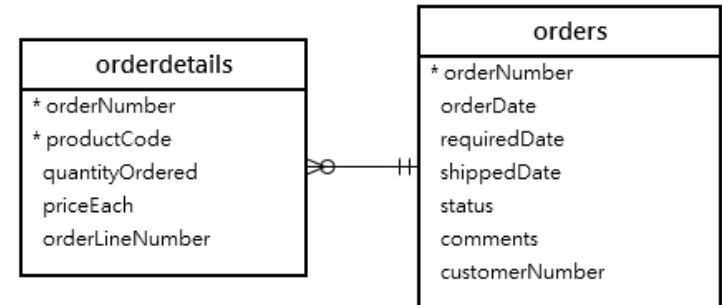 orderdetails
* orderNumber
* productCode
quantityOrdered
priceEach
orderLineNumber
orders
* orderNumber
orderDate
requiredDate
shippedDate
status
comments
customerNumber